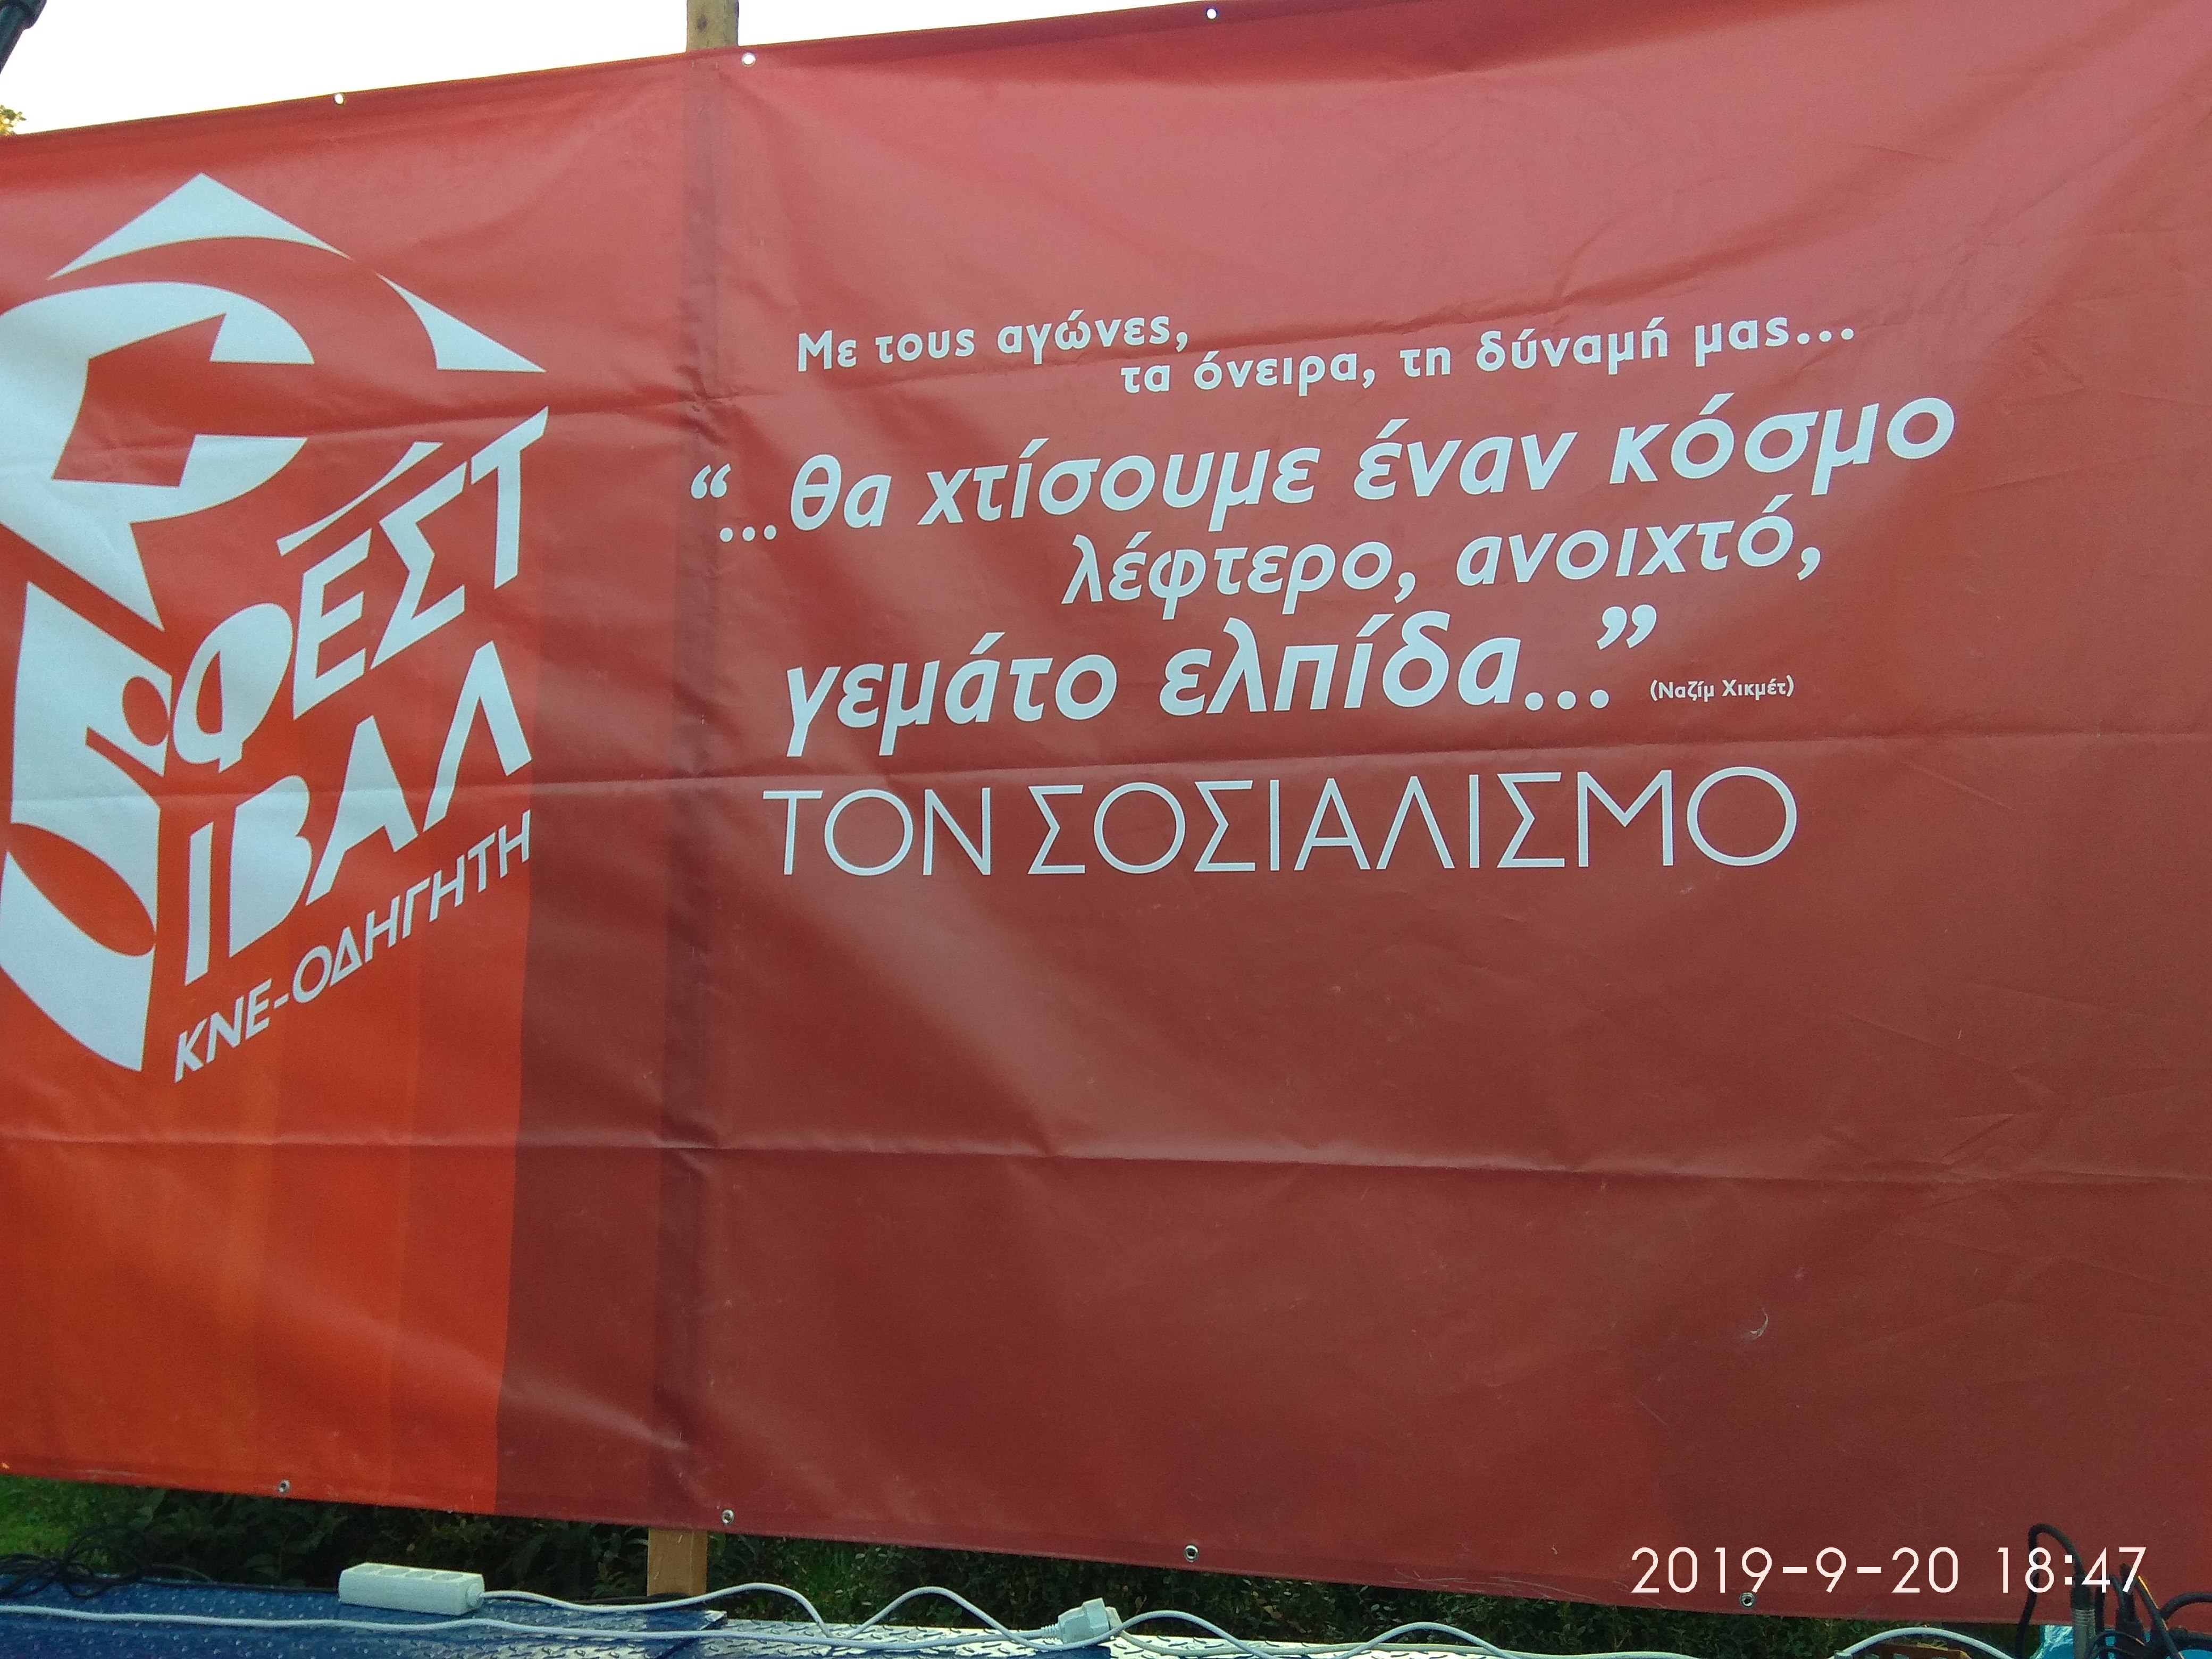 ΦΕΣΤ
ΙΒΑΛ
ΚΝΕ-ΟΔΗΓΗΤΗ
Με τους αγώνες,
τα όνειρα, τη δύναμή μας...
“...θα χτίσουμε έναν κόσμο
λέφτερο, ανοιχτό,
γεμάτο ελπίδα...” (Ναζίμ Χικμέτ)
ΤΟΝ ΣΟΣΙΑΛΙΣΜΟ
2019-9-20 18:47